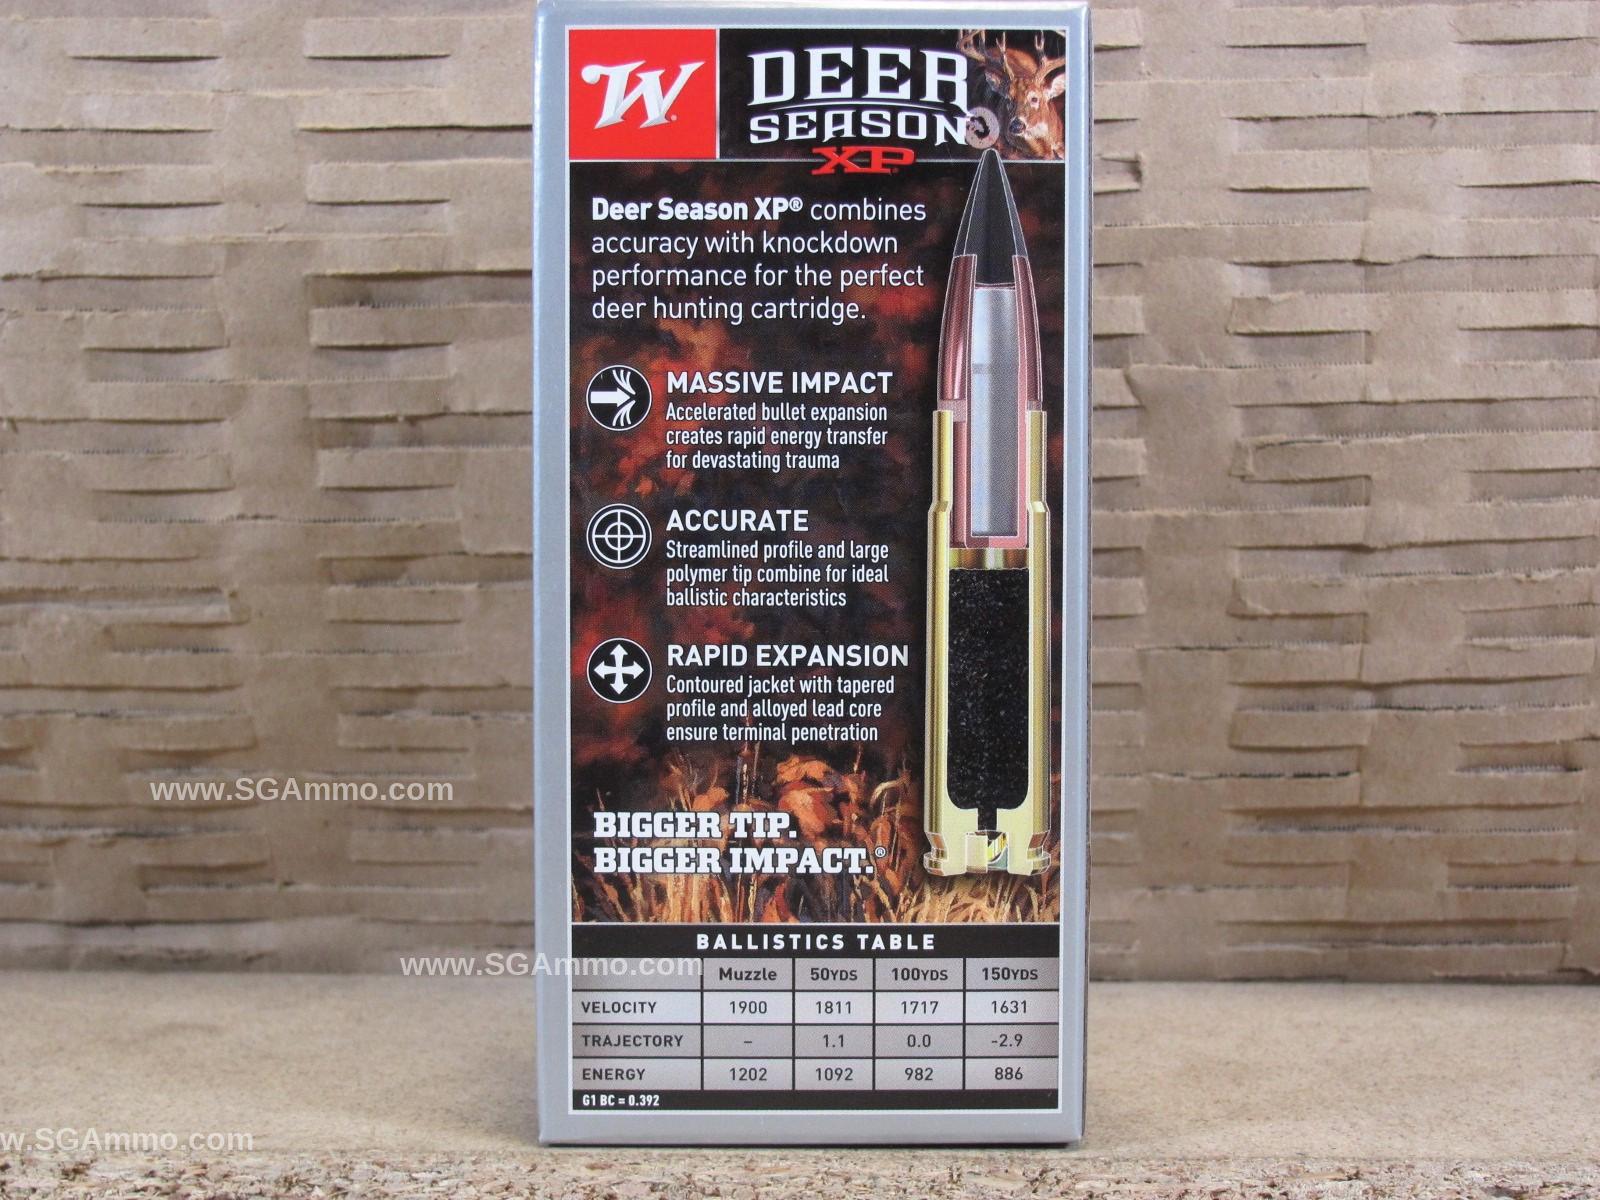 W
DEER
SEASON
XP
Deer Season XP® combines
accuracy with knockdown
performance for the perfect
deer hunting cartridge.
MASSIVE IMPACT
Accelerated bullet expansion
creates rapid energy transfer
for devastating trauma
ACCURATE
Streamlined profile and large
polymer tip combine for ideal
ballistic characteristics
RAPID EXPANSION
Contoured jacket with tapered
profile and alloyed lead core
ensure terminal penetration
www.SGAmmo.com
BIGGER TIP.
BIGGER IMPACT.®
BALLISTICS TABLE
www.SGAmmo.com
Muzzle 50YDS 100YDS 150YDS
VELOCITY 1900 1811 1717 1631
TRAJECTORY – 1.1 0.0 -2.9
ENERGY 1202 1092 982 886
G1 BC = 0.392
w.SGAmmo.com